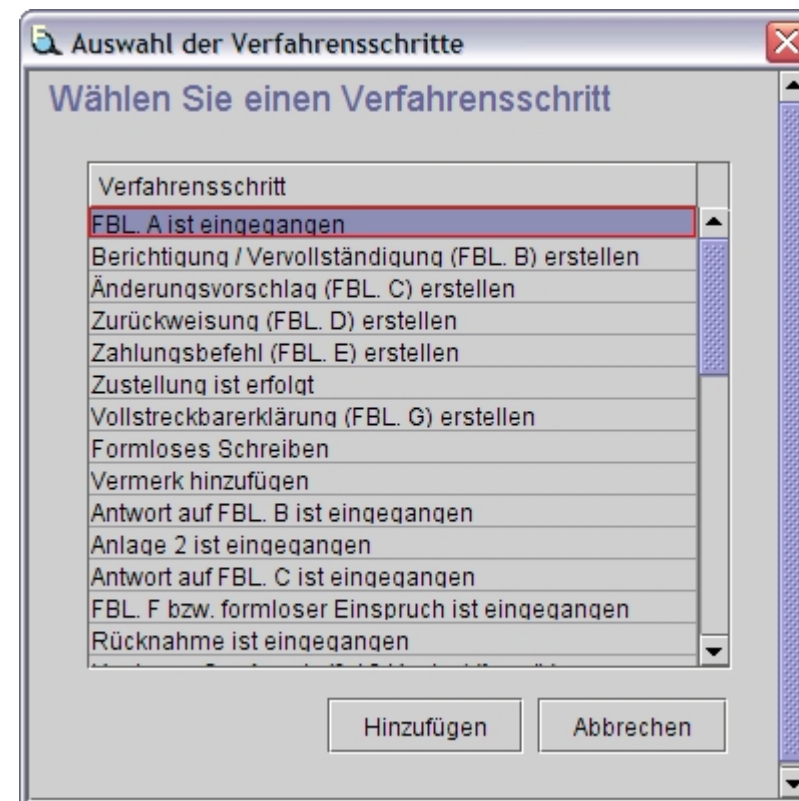 Auswahl der Verfahrensschritte
Wählen Sie einen Verfahrensschritt
Verfahrensschritt
FBL. A ist eingegangen
Berichtigung / Vervollständigung (FBL. B) erstellen
Änderungsvorschlag (FBL. C) erstellen
Zurückweisung (FBL. D) erstellen
Zahlungsbefehl (FBL. E) erstellen
Zustellung ist erfolgt
Vollstreckbarerklärung (FBL. G) erstellen
Formloses Schreiben
Vermerk hinzufügen
Antwort auf FBL. B ist eingegangen
Anlage 2 ist eingegangen
Antwort auf FBL. C ist eingegangen
FBL. F bzw. formloser Einspruch ist eingegangen
Rücknahme ist eingegangen
Hinzufügen
Abbrechen